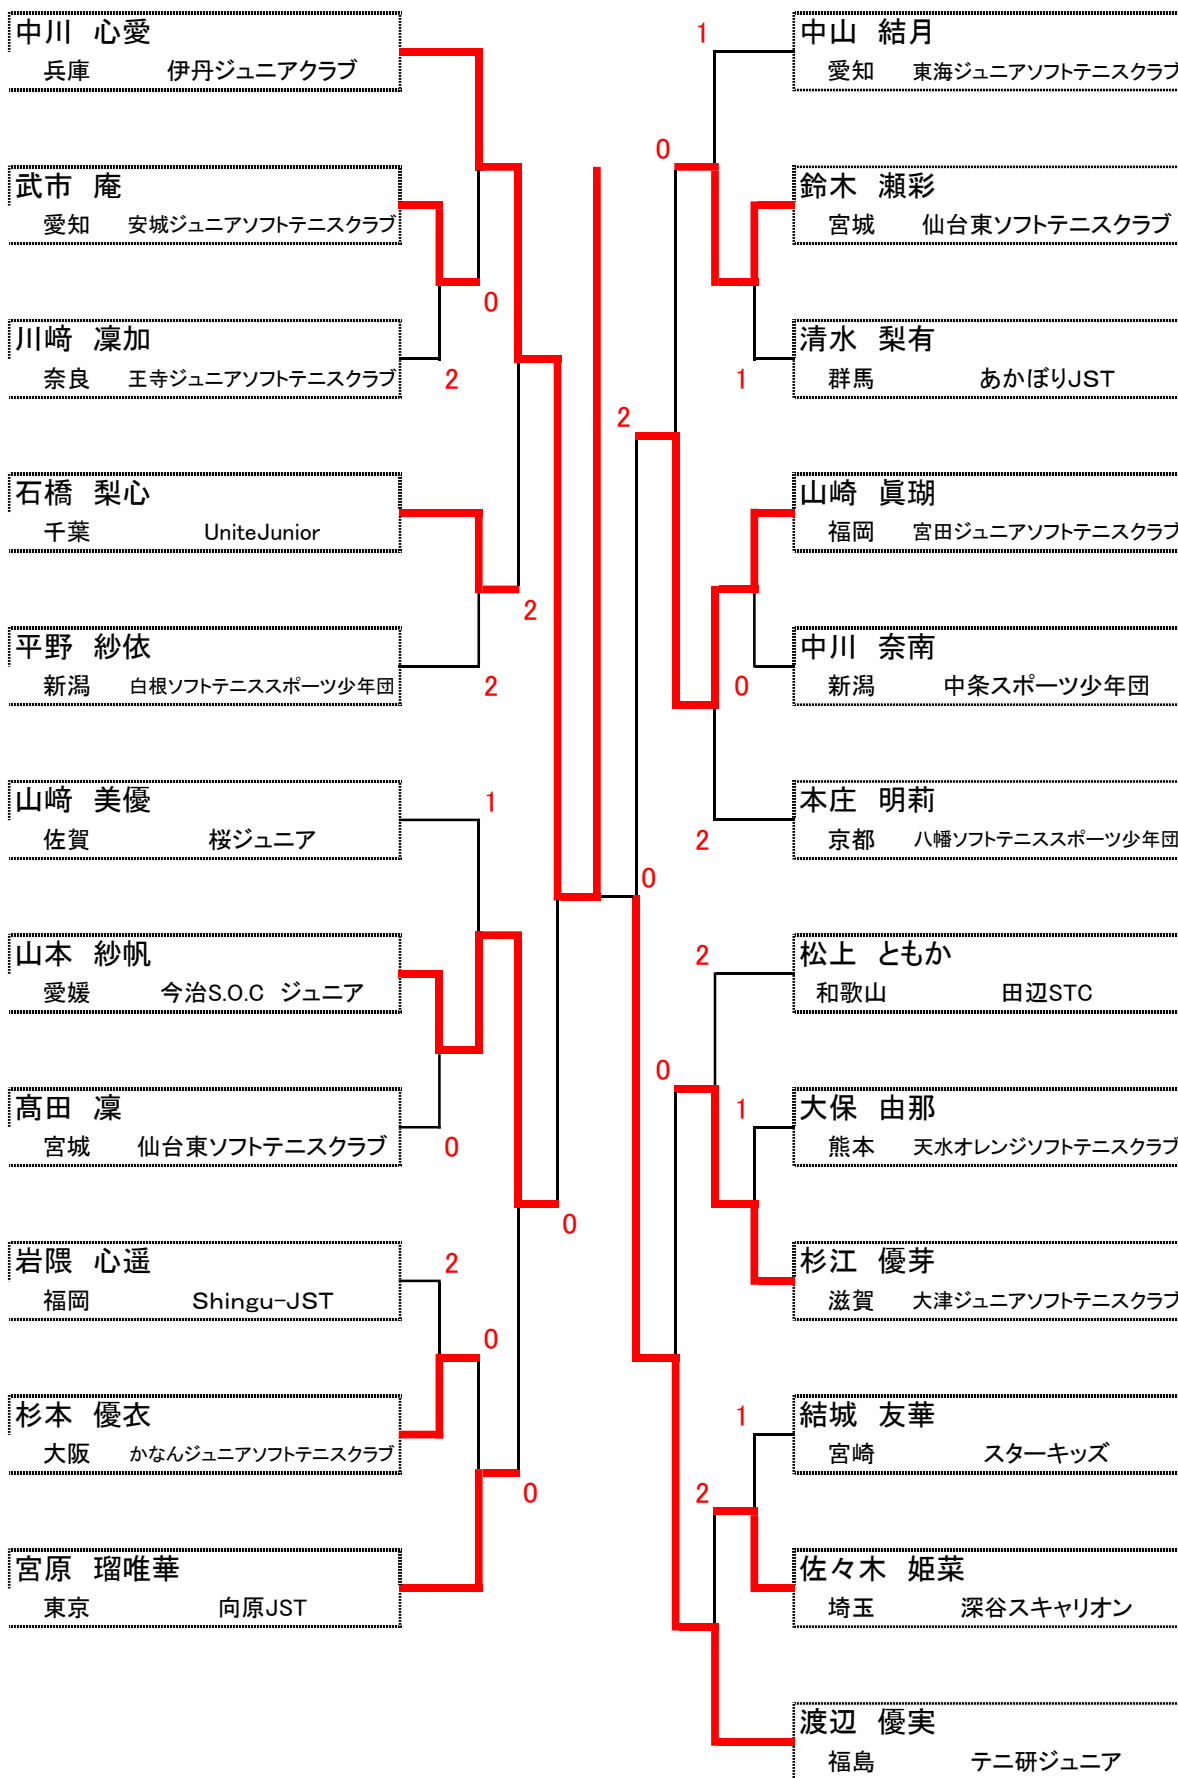 中川 心愛
兵庫 伊丹ジュニアクラブ
武市 庵
愛知 安城ジュニアソフトテニスクラブ
0
川﨑 凜加
奈良 王寺ジュニアソフトテニスクラブ
2
石橋 梨心
千葉 UniteJunior
2
平野 紗依
新潟 白根ソフトテニススポーツ少年団
2
山﨑 美優
佐賀 桜ジュニア
1
山本 紗帆
愛媛 今治S.O.C ジュニア
髙田 凜
宮城 仙台東ソフトテニスクラブ
0
0
岩隈 心遥
福岡 Shingu-JST
2
0
杉本 優衣
大阪 かなんジュニアソフトテニスクラブ
0
宮原 瑠唯華
東京 向原JST
1
中山 結月
愛知 東海ジュニアソフトテニスクラブ
0
鈴木 瀬彩
宮城 仙台東ソフトテニスクラブ
清水 梨有
群馬 あかぼりJST
1
2
山崎 眞瑚
福岡 宮田ジュニアソフトテニスクラブ
中川 奈南
新潟 中条スポーツ少年団
0
本庄 明莉
京都 八幡ソフトテニススポーツ少年団
2
0
2
松上 ともか
和歌山 田辺STC
0
1
大保 由那
熊本 天水オレンジソフトテニスクラブ
杉江 優芽
滋賀 大津ジュニアソフトテニスクラブ
1
結城 友華
宮崎 スターキッズ
2
佐々木 姫菜
埼玉 深谷スキャリオン
渡辺 優実
福島 テニ研ジュニア